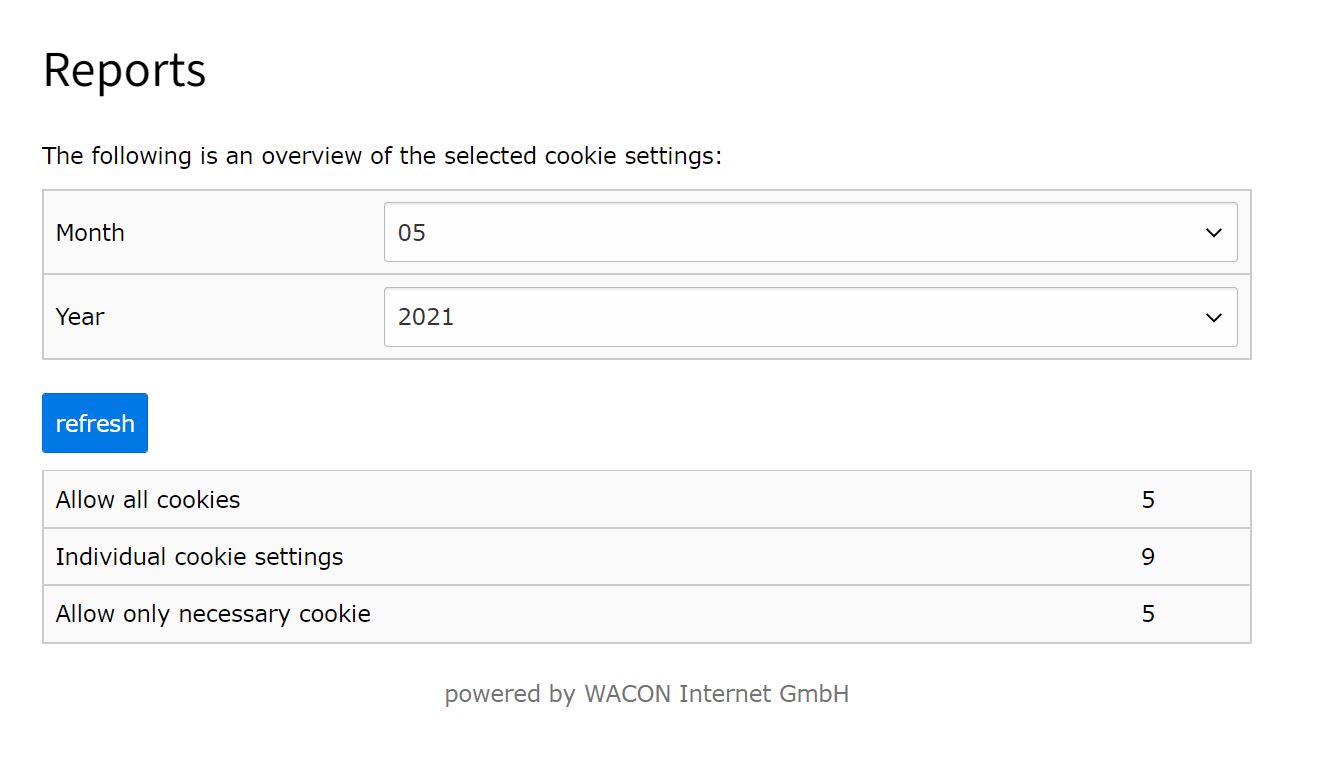 Reports
The following is an overview of the selected cookie settings:
Month 05
Year 2021
refresh
Allow all cookies 5
Individual cookie settings 9
Allow only necessary cookie 5
powered by WACON Internet GmbH